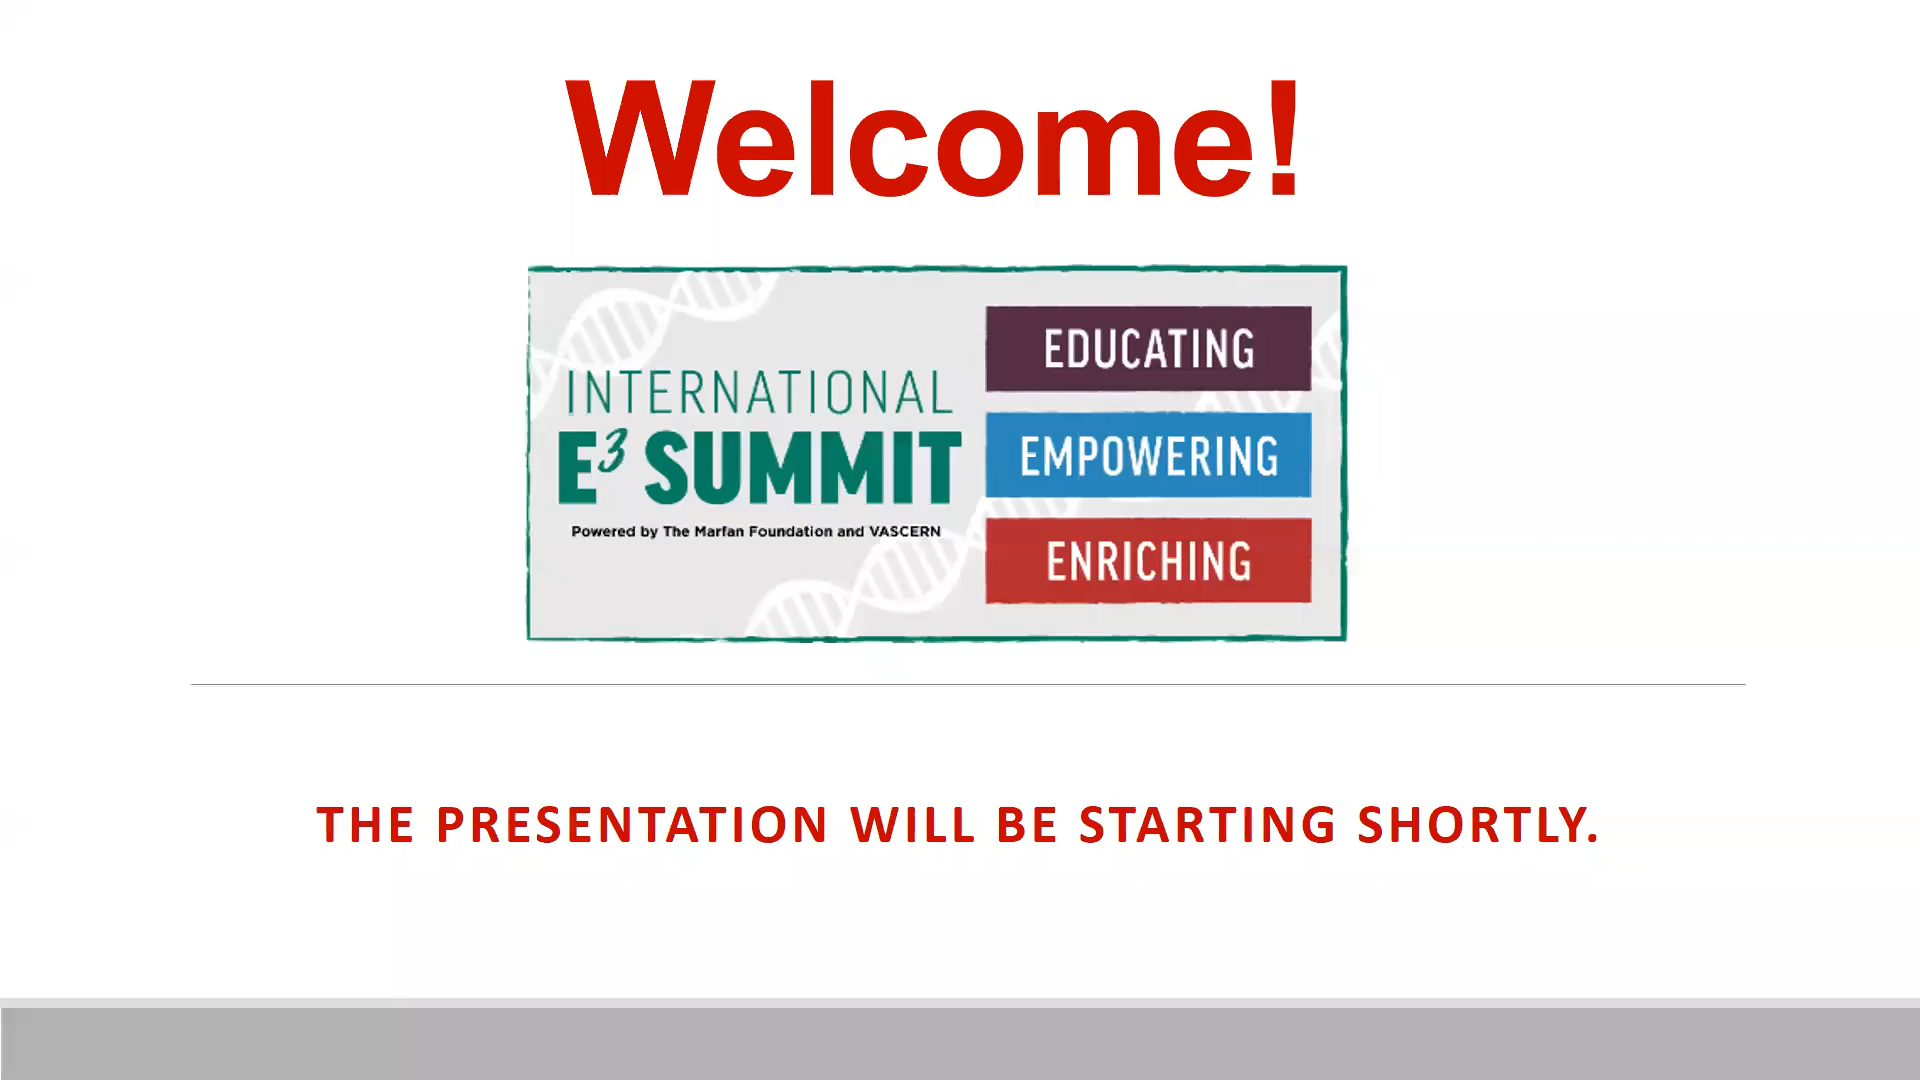 Welcome!
INTERNATIONAL
E³ SUMMIT
Powered by The Marfan Foundation and VASCERN
EDUCATING
EMPOWERING
ENRICHING
THE PRESENTATION WILL BE STARTING SHORTLY.